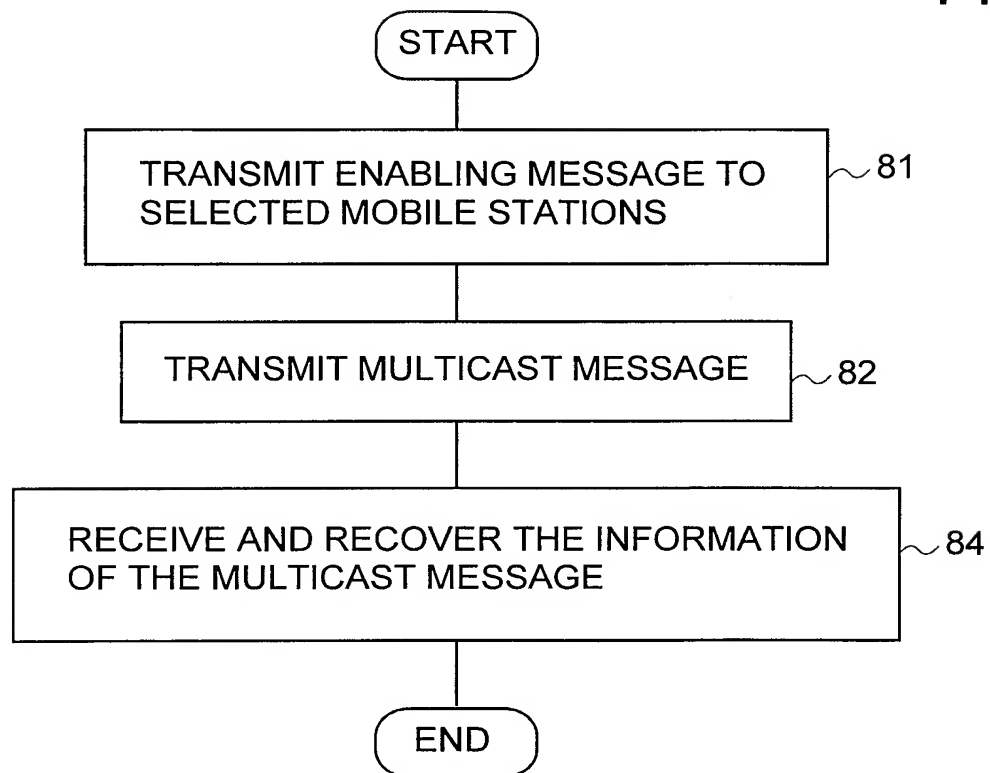 START
TRANSMIT ENABLING MESSAGE TO
SELECTED MOBILE STATIONS
81
TRANSMIT MULTICAST MESSAGE
82
RECEIVE AND RECOVER THE INFORMATION
OF THE MULTICAST MESSAGE
84
END